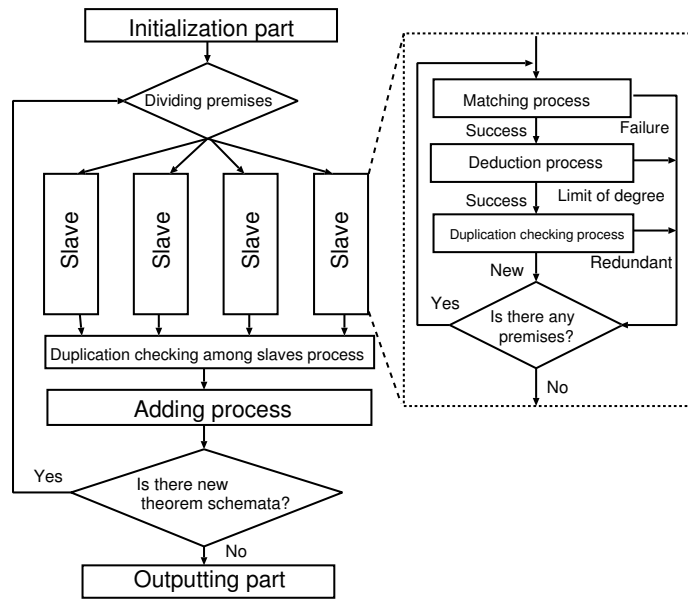 Initialization part
Dividing premises
Slave
Slave
Slave
Slave
Duplication checking among slaves process
Adding process
Yes
Is there new
theorem schemata?
No
Outputting part
Matching process
Success
Failure
Deduction process
Success
Limit of degree
Duplication checking process
New
Redundant
Yes
Is there any
premises?
No